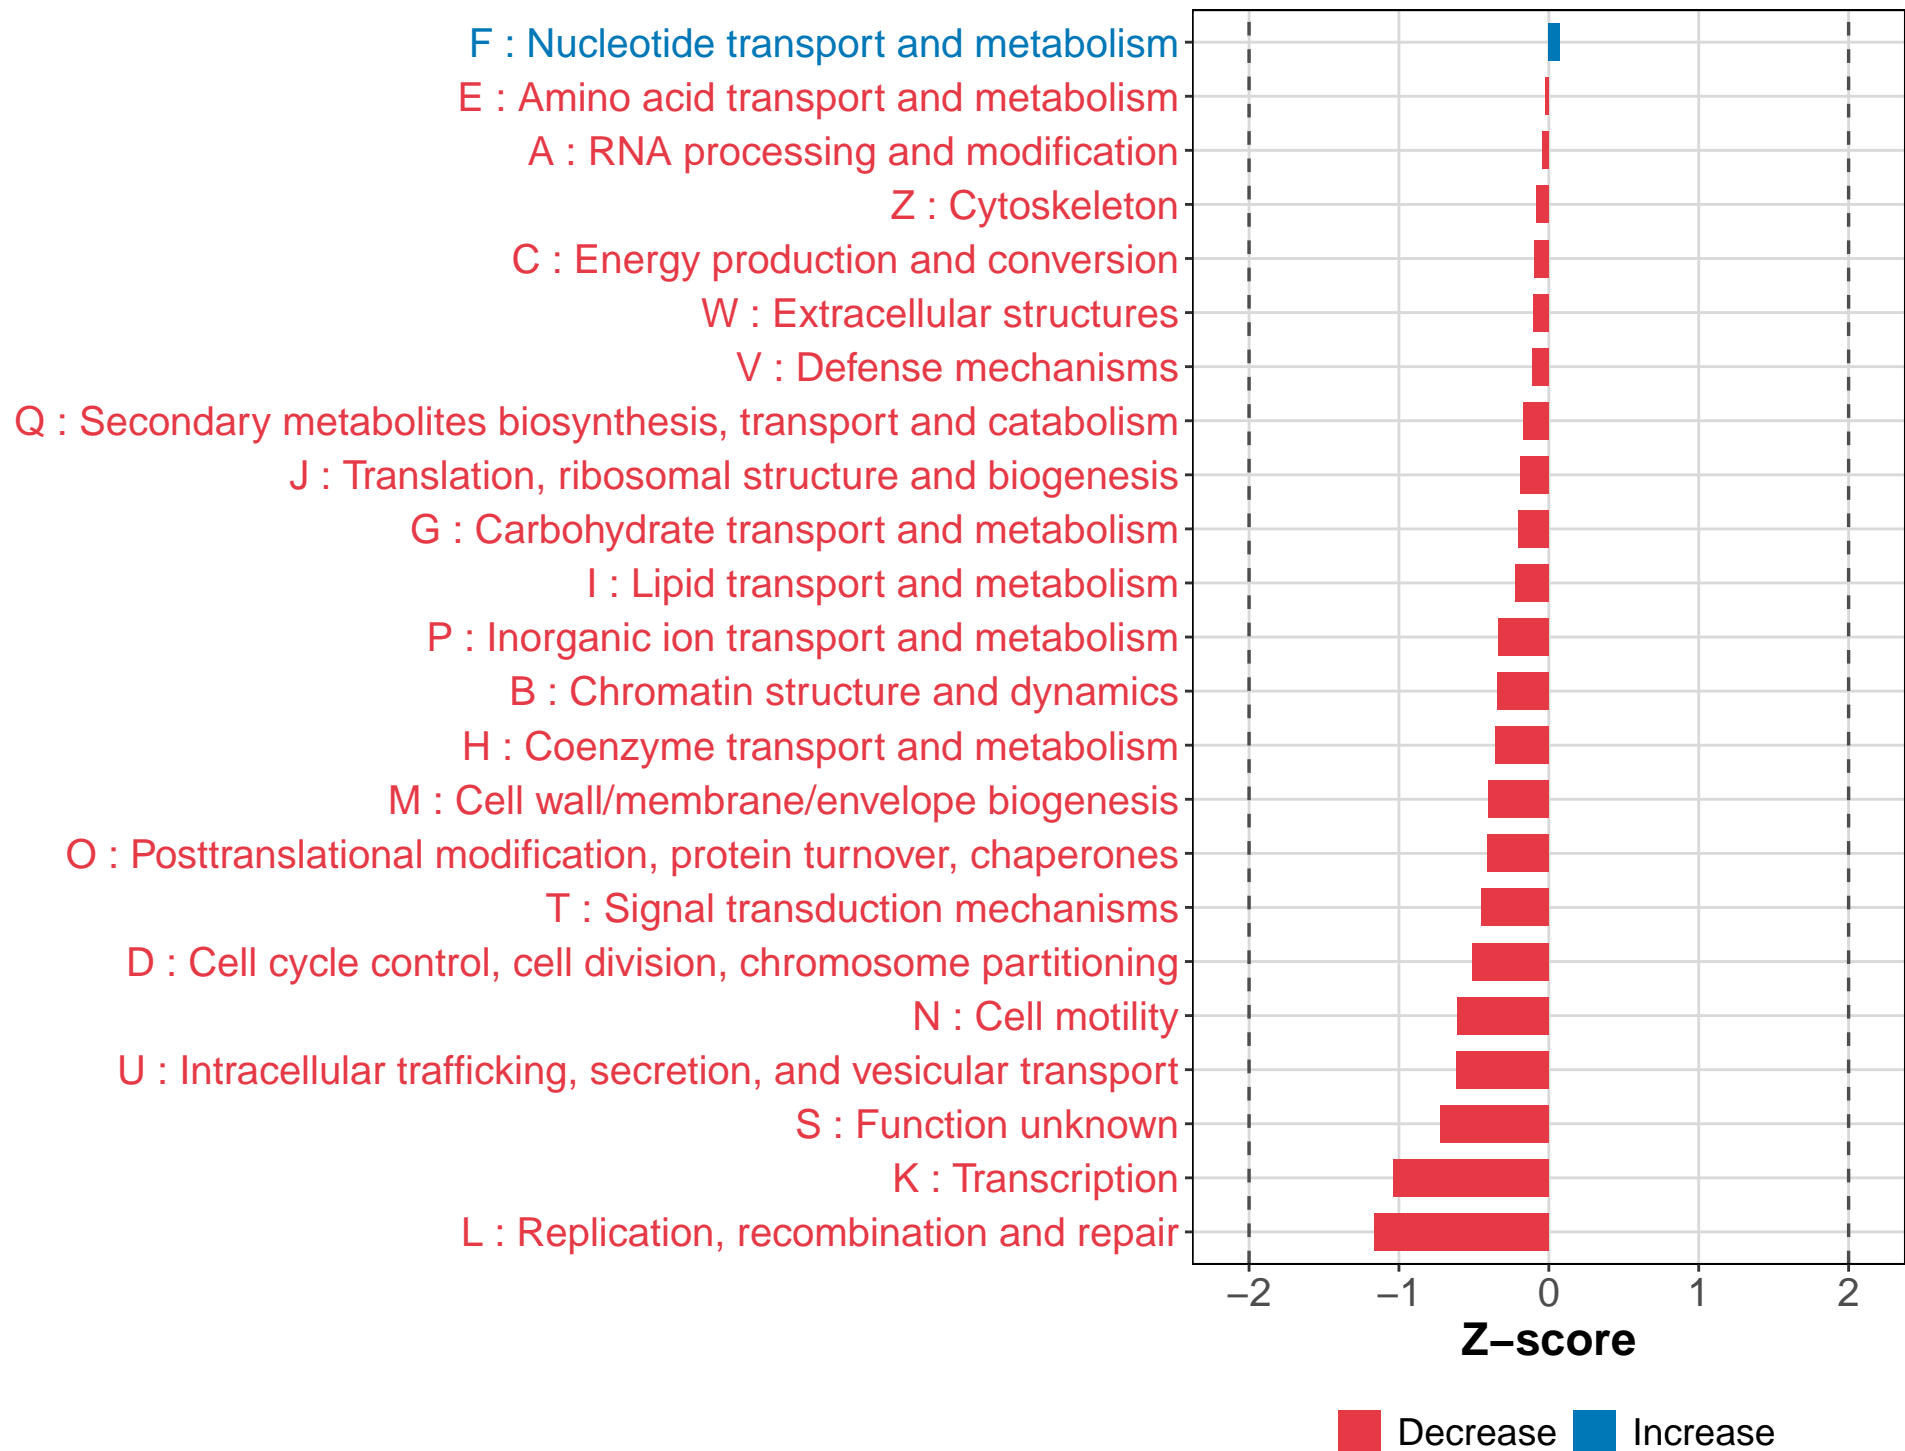 F : Nucleotide transport and metabolism
E : Amino acid transport and metabolism
A : RNA processing and modification
Z : Cytoskeleton
C : Energy production and conversion
W : Extracellular structures
V : Defense mechanisms
Q : Secondary metabolites biosynthesis, transport and catabolism
J : Translation, ribosomal structure and biogenesis
G : Carbohydrate transport and metabolism
I : Lipid transport and metabolism
P : Inorganic ion transport and metabolism
B : Chromatin structure and dynamics
H : Coenzyme transport and metabolism
M : Cell wall/membrane/envelope biogenesis
O : Posttranslational modification, protein turnover, chaperones
T : Signal transduction mechanisms
D : Cell cycle control, cell division, chromosome partitioning
N : Cell motility
U : Intracellular trafficking, secretion, and vesicular transport
S : Function unknown
K : Transcription
L : Replication, recombination and repair
−2 −1 0 1 2
Z−score
Decrease Increase